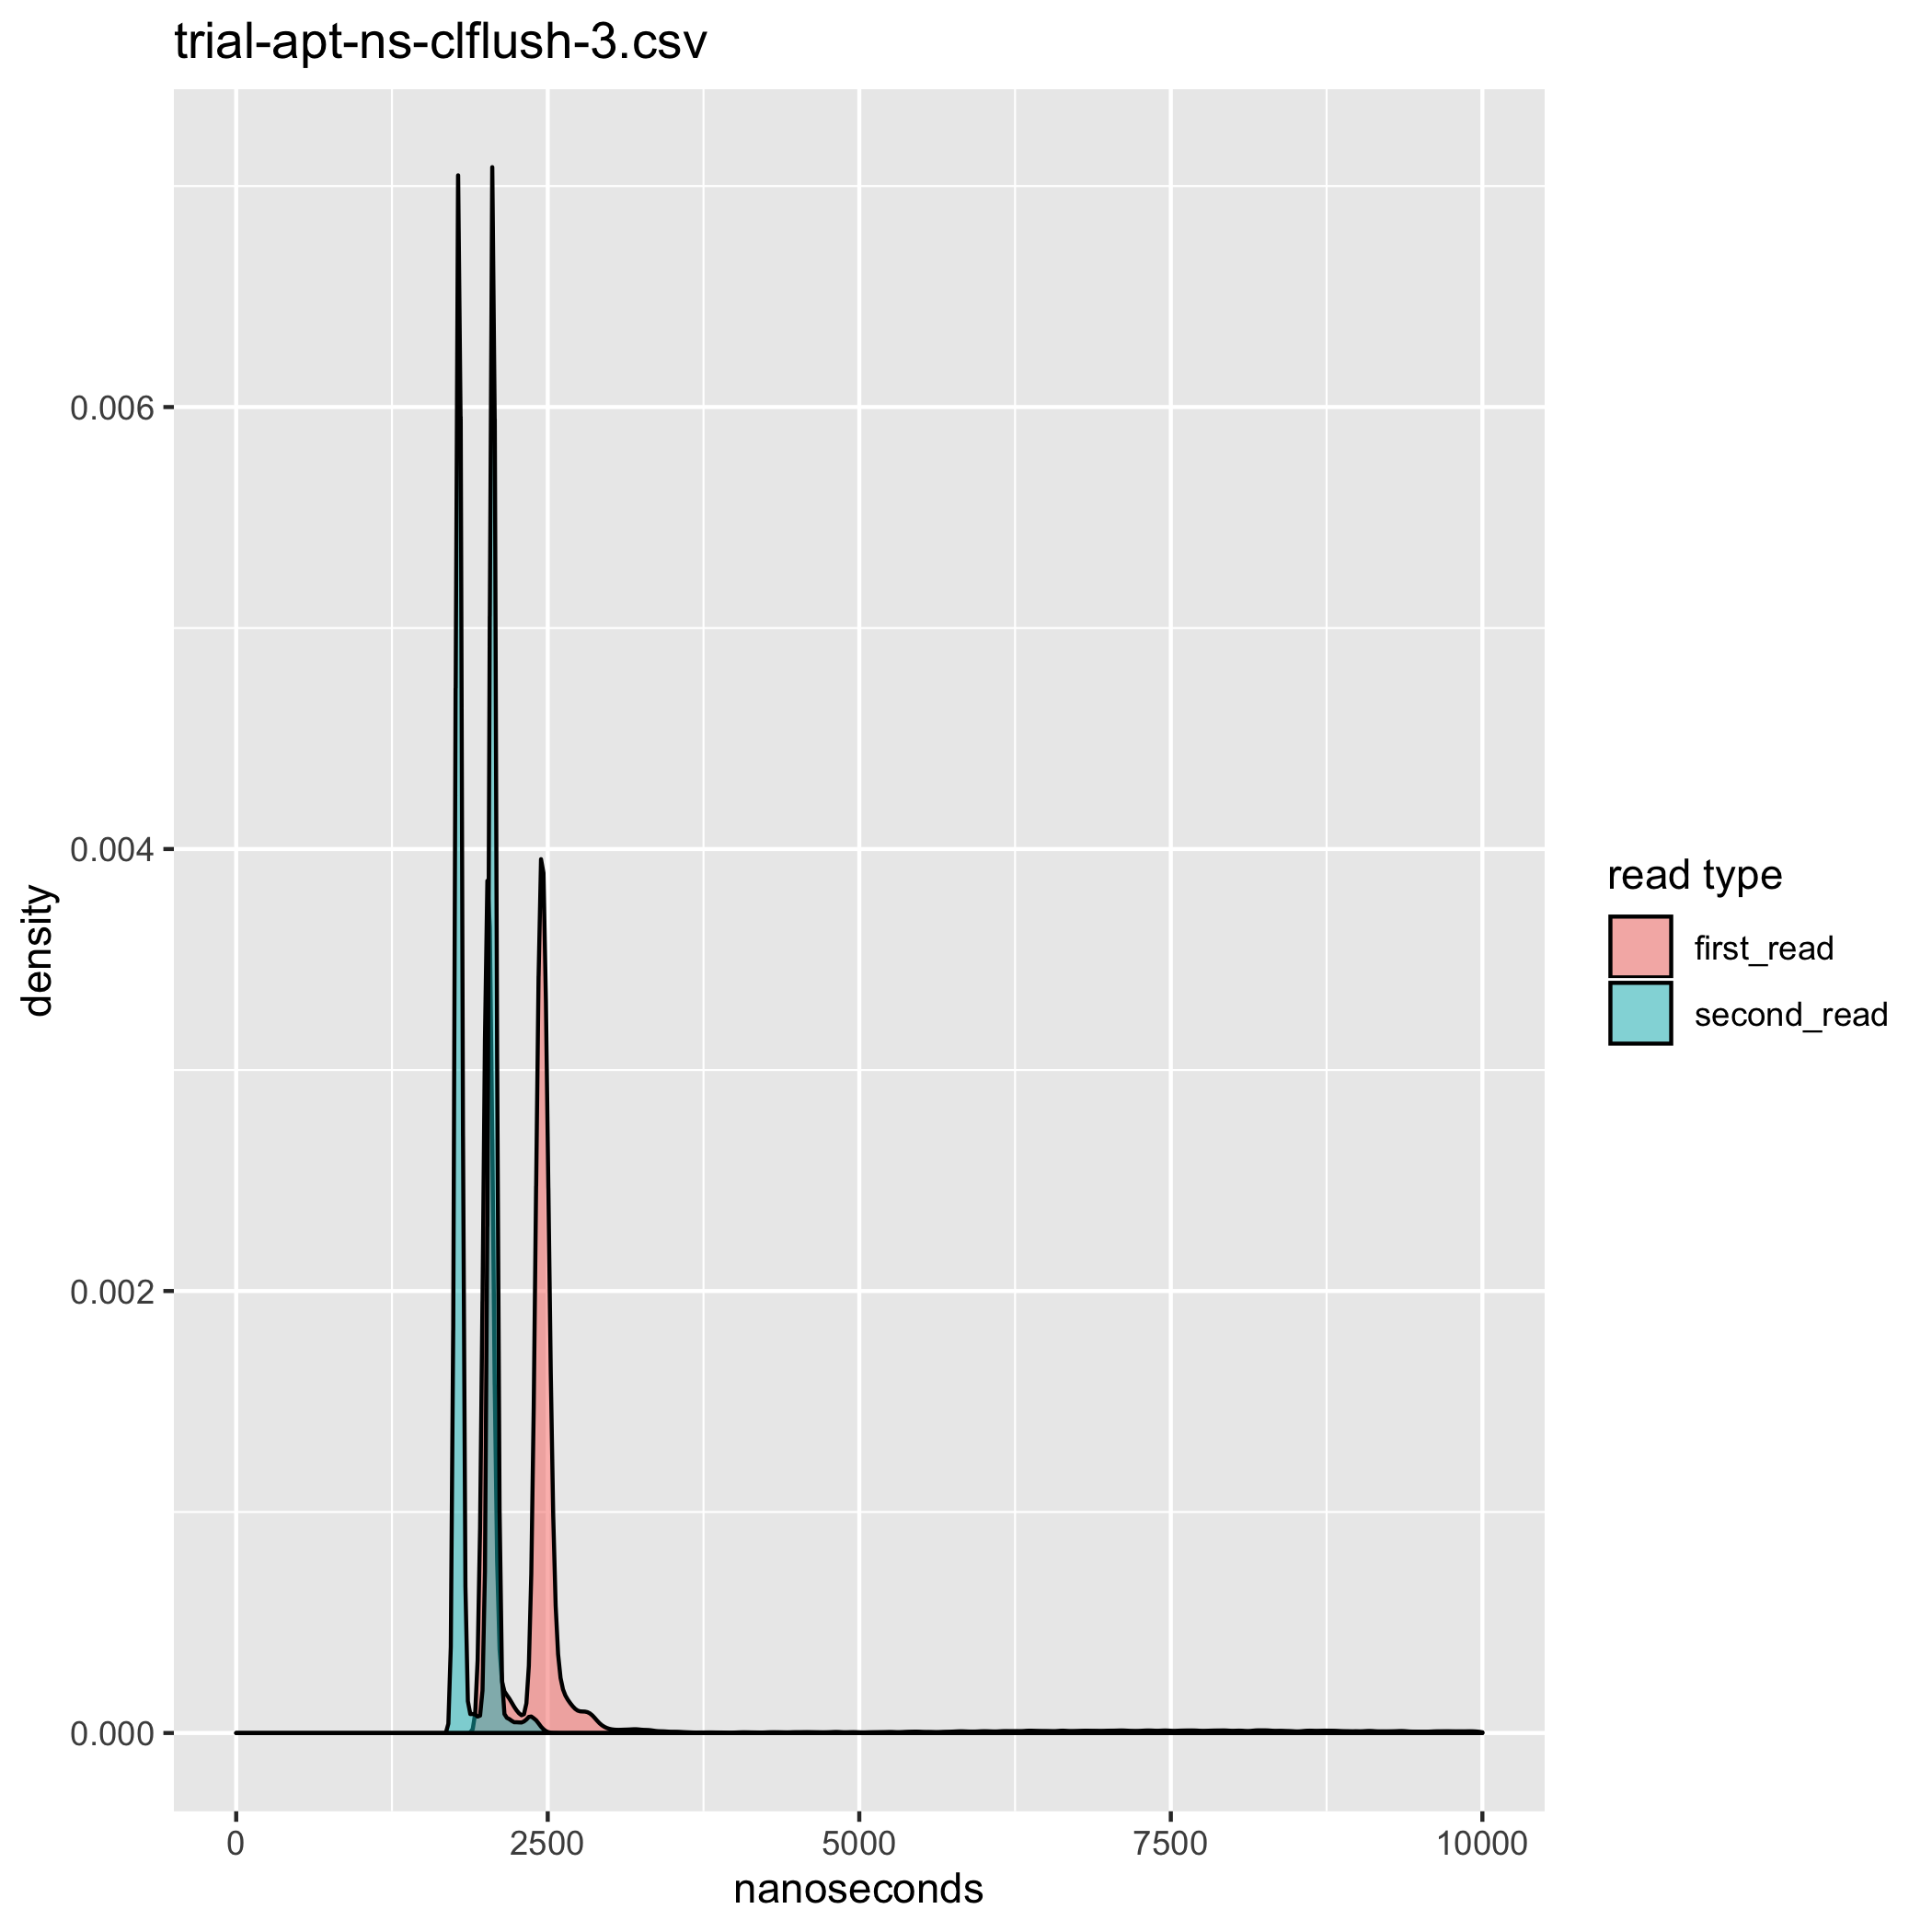 trial-apt-ns-clflush-3.csv
0.006
0.004
0.002
0.000
density
0 2500 5000 7500 10000
nanoseconds
read type
first_read
second_read